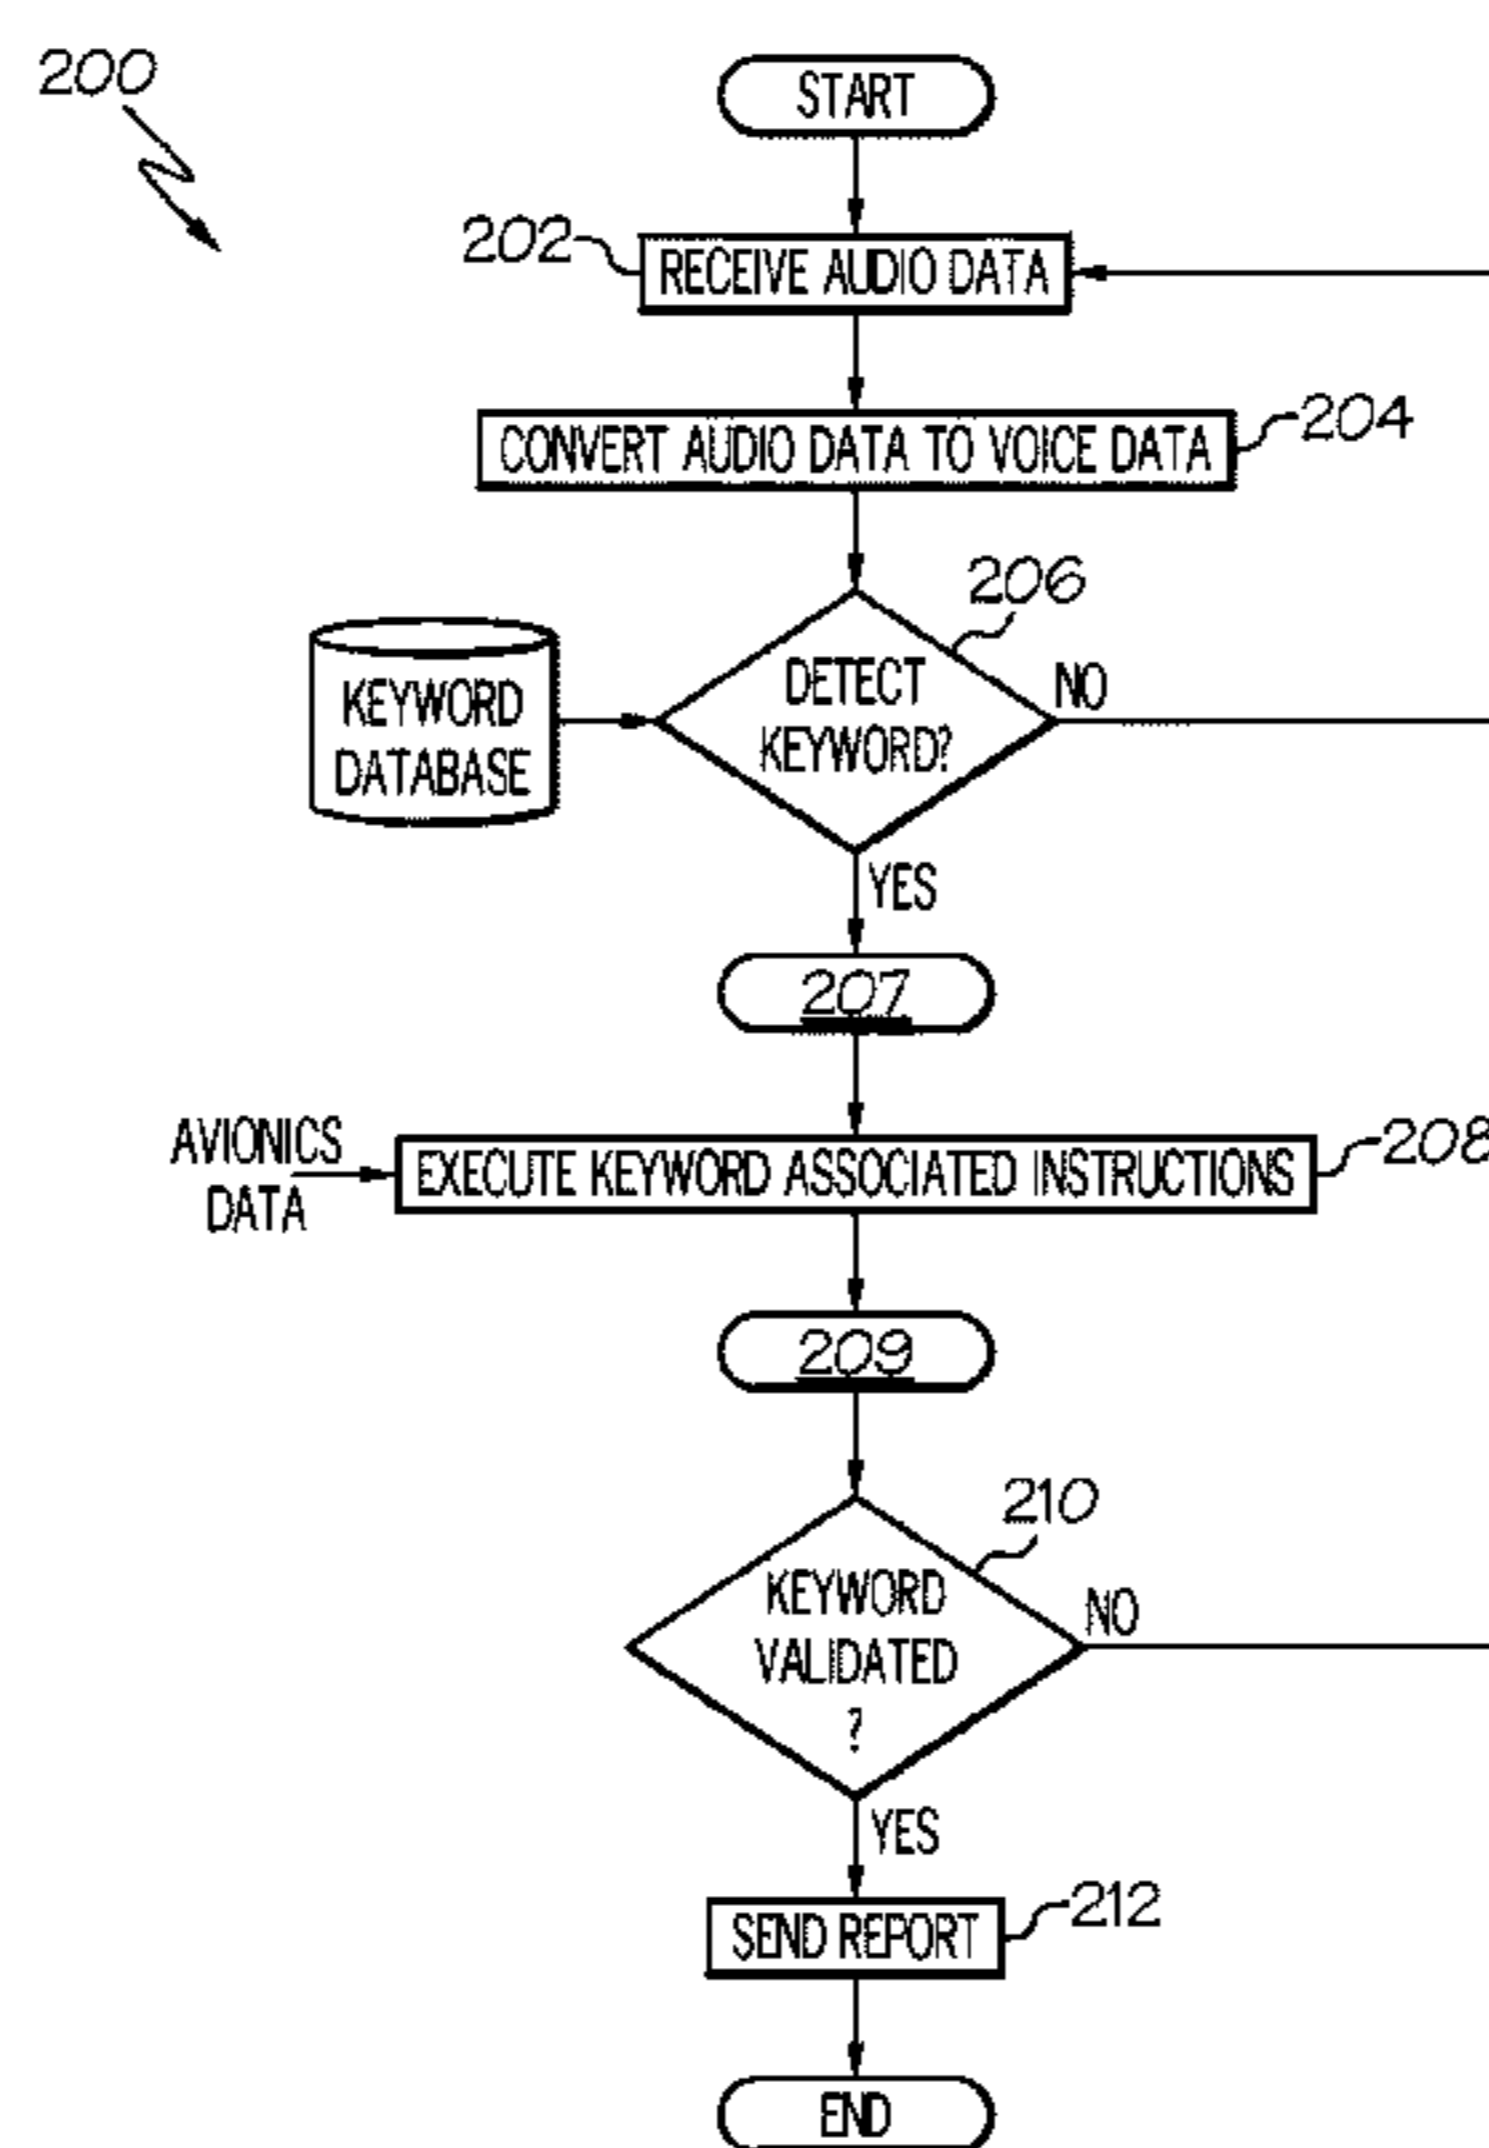 200
START
202
RECEIVE AUDIO DATA
CONVERT AUDIO DATA TO VOICE DATA
204
206
KEYWORD
DATABASE
DETECT
KEYWORD?
NO
YES
207
AVIONICS
DATA
EXECUTE KEYWORD ASSOCIATED INSTRUCTIONS
208
209
210
KEYWORD
VALIDATED
?
NO
YES
SEND REPORT
212
END